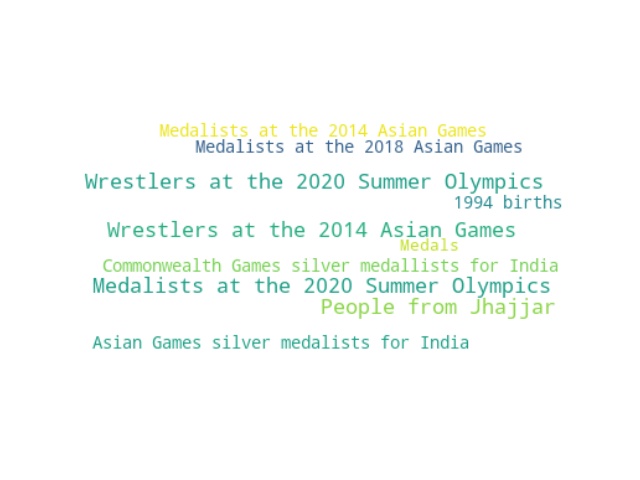 Medalists at the 2014 Asian Games
Medalists at the 2018 Asian Games
Wrestlers at the 2020 Summer Olympics
1994 births
Wrestlers at the 2014 Asian Games
Medals
Commonwealth Games silver medallists for India
Medalists at the 2020 Summer Olympics
People from Jhajjar
Asian Games silver medalists for India